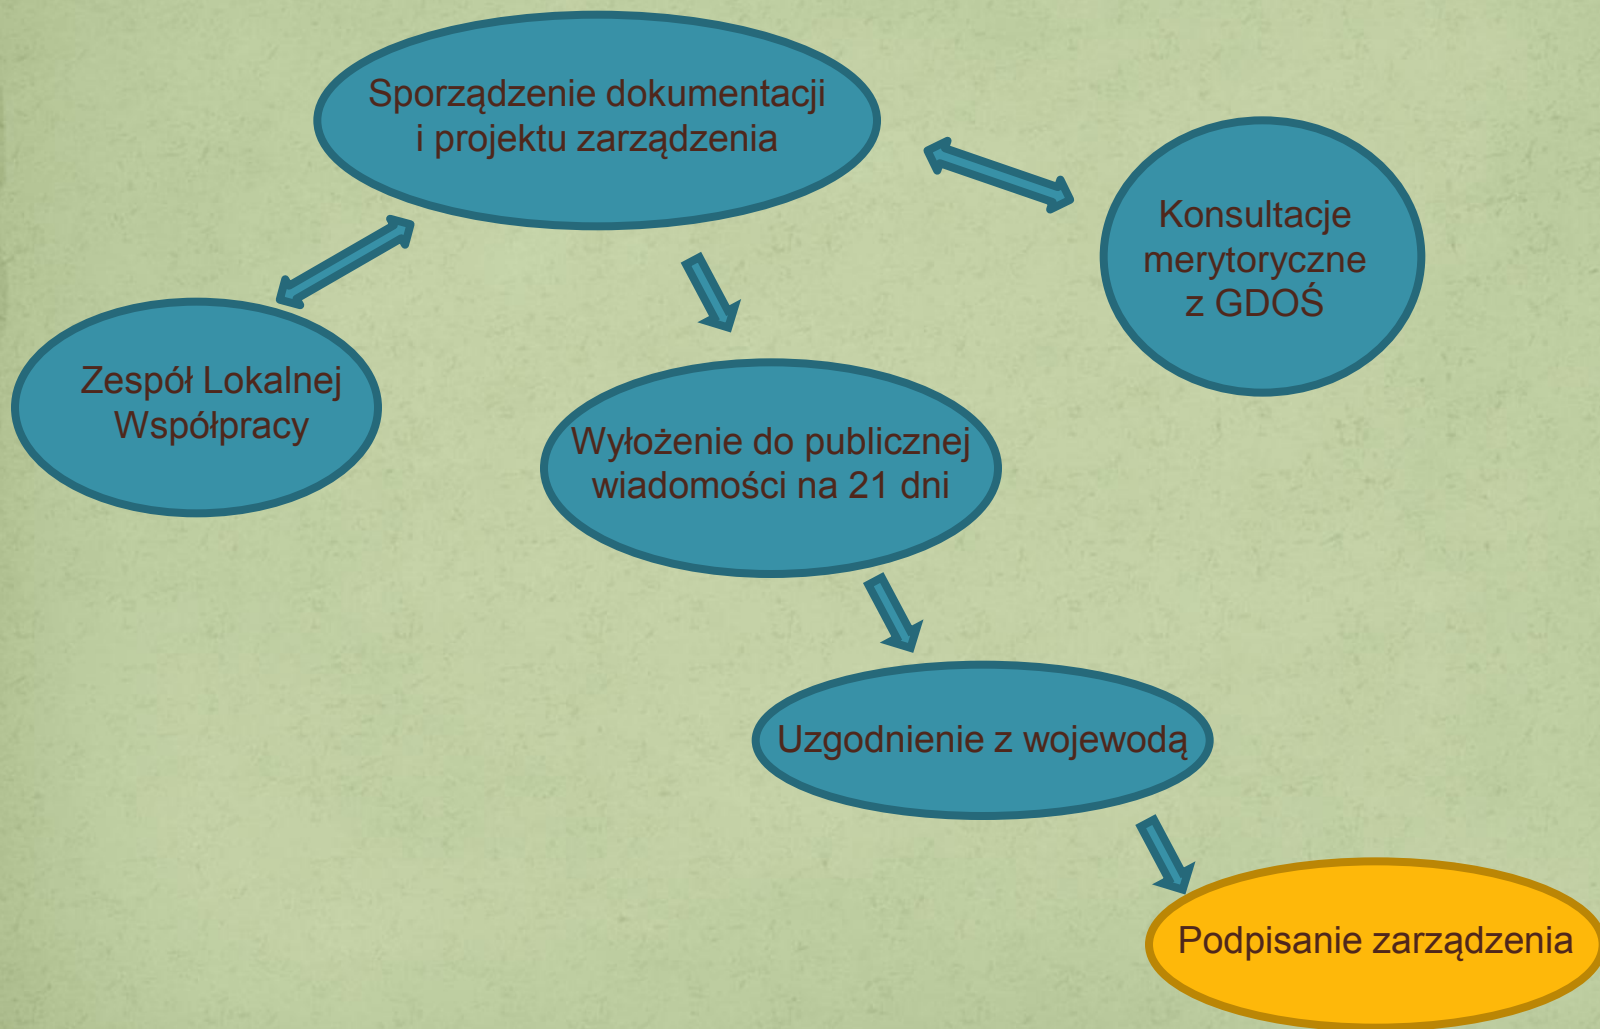 Sporządzenie dokumentacji
i projektu zarządzenia
Konsultacje
merytoryczne
z GDOŚ
Zespół Lokalnej
Współpracy
Wyłożenie do publicznej
wiadomości na 21 dni
Uzgodnienie z wojewodą
Podpisanie zarządzenia